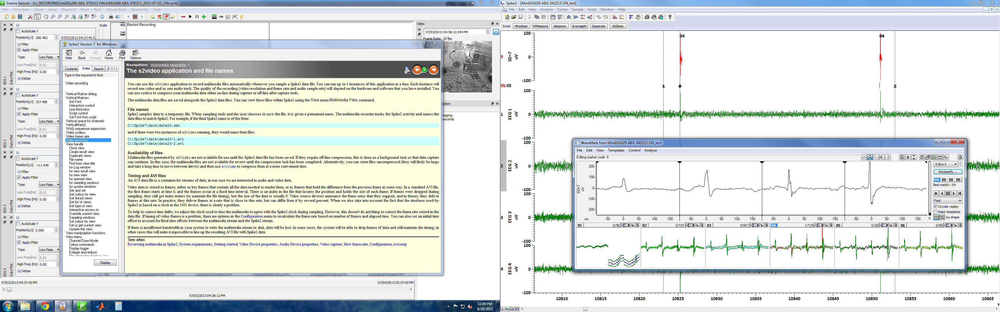 Sirenia Seizure - G:/_RECORDINGS/mEEG268 ABJL 070313 ON/mEEG268 ABJL 070313_2013-07-03_25hr.pvfs
File Time Span Zoom Jump Playback Show Tools Seizure Basic Seizure Pro Help
AutoScale Y
Position(y,t) 288.462 07/03/2013 04:37:45.52
Filter
Apply Filter
Type Low Pass
Low Freq(Hz) 0.01
High Freq (Hz) 0.00
Deltas
EEG 1
Data Plot
AutoScale Y
Position(y,t) 357.488
Filter
Apply Filter
Type Low Pass
Low Freq(Hz) 0.01
High Freq (Hz) 0.00
Deltas
EEG 2
Data Plot
AutoScale Y
Position(y,t) -111.848
Filter
Apply Filter
Type Low Pass
Low Freq(Hz) 0.01
High Freq (Hz) 0.00
Deltas
EEG 3
Data Plot
AutoScale Y
Position(y,t) 0.000
Filter
Apply Filter
Type Low Pass
Low Freq(Hz) 0.01
High Freq (Hz) 0.00
Deltas
EEG 4
Data Plot
Scale
400
240
Started Recording
Video
07/03/2013 04:38:12.954 PM
Frame Rate: 10 fps
ation
taging:
seconds
Spike2 Version 7 for Windows
Hide Back Forward Home Print Options
Contents Index Search F
Type in the keyword to find:
Video recording
Vertical Marker dialog
Vertical Markers
Get Font
Interactive control
Line thickness
Script control
Set Font from script
Vertical space for channels
VerticalMark()
VHz() sequencer expression
Video codecs
Video frame rate
Video recording
View handle
Close view
Create result view
Duplicate views
File name
Find from view title
for Log window
for new result view
for new view
for opened view
for sampling windows
for system windows
Get and set
Get colour for view
Get linked views
Get list of views
Get type of view
Interactive access to
Override current view
Sampling windows
Set colour for view
Set or get current view
Update the view
View manipulation functions
View menu
Channel Draw Mode
Colour commands
Display trigger
Enlarge and reduce
Display
Navigation: Multimedia recording >
The s2video application and file names
You can use the s2video application to record multimedia files automatically whenever you sample a Spike2 data file. You can run up to 4 instances of this application at a time. Each instance will
record one video and/or one audio track. The quality of the recording (video resolution and frame rate and audio sample rate) will depend on the hardware and software that you have installed. You
can use codecs to compress your multimedia data either on-line during capture or off-line after capture ends.
The multimedia data files are saved alongside the Spike2 data files. You can view these files within Spike2 using the View menu Multimedia Files command.
File names
Spike2 samples data to a temporary file. When sampling ends and the user chooses to save the file, it is given a permanent name. The multimedia recorder tracks the Spike2 activity and names the
data files to match Spike2. For example, if the final Spike2 name is of the form:
C:\Spike7\data\data23.smr
and if there were two instances of s2video running, they would name their files:
C:\Spike7\data\data23-1.avi
C:\Spike7\data\data23-2.avi
Availability of files
Multimedia files generated by s2video are not available for use until the Spike2 data file has been saved. If they require off-line compression, this is done as a background task so that data capture
can continue. In this case, the multimedia files are not available for review until the compression task has been completed. Alternatively, you can store files uncompressed (they will likely be huge
and take a long time to move between drives) and then use avicomp to compress them at a more convenient time.
Timing and AVI files
An AVI data file is a container for streams of data; in our case we are interested in audio and video data.
Video data is stored as frames, either as key frames that contain all the data needed to render them, or as frames that hold the difference from the previous frame in some way. In a standard AVI file,
the first frame starts at time 0, and the frames occur at a fixed time interval. There is an index in the file that locates the position and holds the size of each frame. If frames were dropped during
sampling, they still get index entries (to maintain the file timing), but the size of the data is usually 0. Video source devices announce the frame rates that they support, and in theory, they deliver
frames at this rate. In practice, they deliver frames at a rate that is close to this rate, but can differ from it by several percent. When we also take into account the fact that the timebase used by
Spike2 is based on a clock in the 1401 device, there is clearly a problem.
To help to correct time drifts, we adjust the clock used to time the multimedia to agree with the Spike2 clock during sampling. However, this doesn't do anything to correct the frame rate stored in the
data file. If timing of video frames is a problem, there are options in the Configuration menu to recalculate the frame rate based on number of frames and elapsed time. You can also set an initial time
offset to account for fixed time offsets between the multimedia stream and the Spike2 stream.
If there is insufficient bandwidth in your system to write the multimedia stream to disk, data will be lost. In some cases, the system will be able to drop frames of data and still maintain the timing; in
other cases this will make it impossible to line up the resulting AVI file with Spike2 data.
See also:
Reviewing multimedia in Spike2, System requirements, Getting started, Video Device properties, Audio Device properties, Video capture, Slow frame rate, Configuration, avicomp
07/03/2013 04:37:42 PM 07/04/2013 05:37:42 PM
07/03/2013 04:38:12 PM
12:09 PM
8/20/2013
Spike2 - [KKmEEG029 ABJL 042213 ON_test]
File Edit View Analysis Cursor Sample Script Window Help
Script 4trodese WMeasure sleepsco AverageN Separate kkSleep
100 04 04
5 SD=7 uV 0
-100
5b IIS 1 0 2
100
1 EEG 1 uV 0
-100
100
2 EEG 2 uV 0
-100
100
3 EEG 3 uV 0
-100
100
4 EEG 4 uV 0
-100
10810 10815 10820 10825 10830 10835 10840 10845 10850 10855 10860 10865
s
WaveMark from KKmEEG029 ABJL 042213 ON_test
File Edit View Templates Control Analyse
Editing marker code 0
200
100
0
-100
-200
SD=7
uV
ms -50 0 50 100 150 -50 0 50 100 150 -50 0 50 100 150 -50 0 50 100 150
6
5 SD=7
Reclassify...
04 00 00 00
Best match : 04
Fast
Circular replay
Make templates
by shape
01 0/96 02 0/101 03 0/817 04 1/129 05 0/30 06 0/94